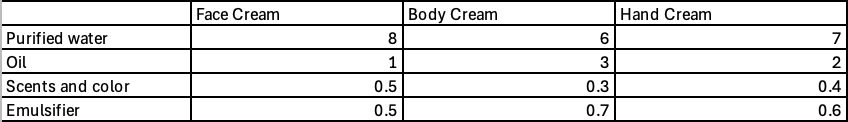 Face Cream Body Cream Hand Cream
Purified water 8 6 7
Oil 1 3 2
Scents and color 0.5 0.3 0.4
Emulsifier 0.5 0.7 0.6